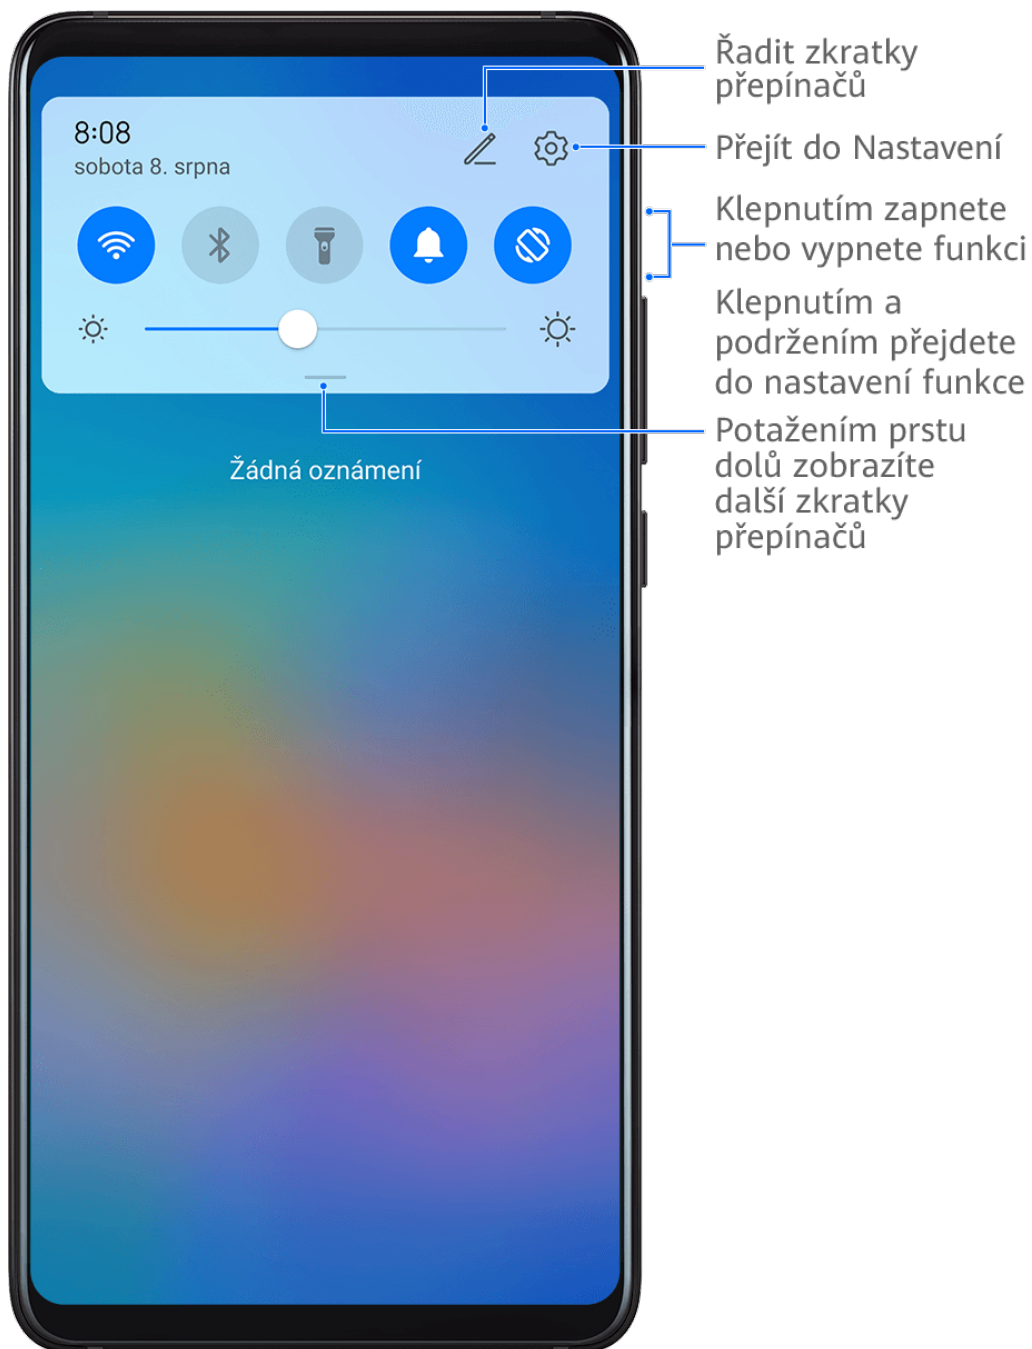 Řadit zkratky
přepínačů
8:08
sobota 8. srpna
Přejít do Nastavení
Klepnutím zapnete
nebo vypnete funkci
Klepnutím a
podržením přejdete
do nastavení funkce
Potažením prstu
dolů zobrazíte
další zkratky
přepínačů
Žádná oznámení